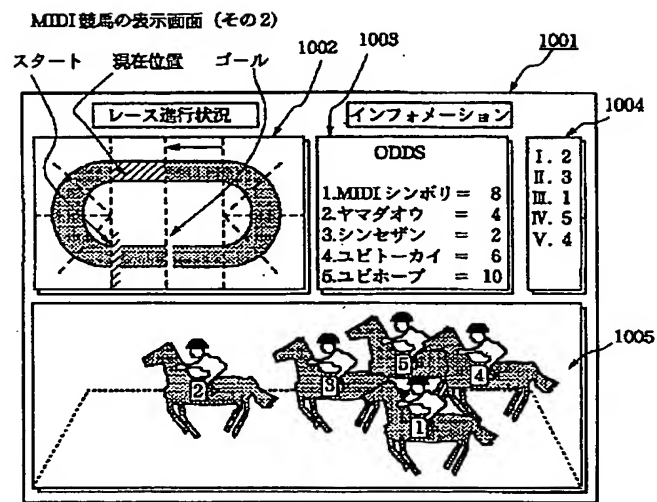 MIDI競馬の表示画面(その2)
スタート 現在位置 ゴール 1002 1003 1001
レース進行状況 インフォメーション 1004
ODDS
1.MIDIシンボリ= 8
2.ヤマダオウ = 4
3.シンセザン = 2
4.ユビトーカイ = 6
5.ユビホープ = 10
I. 2
II. 3
III. 1
IV. 5
V. 4
1005
2
3
5
4
1